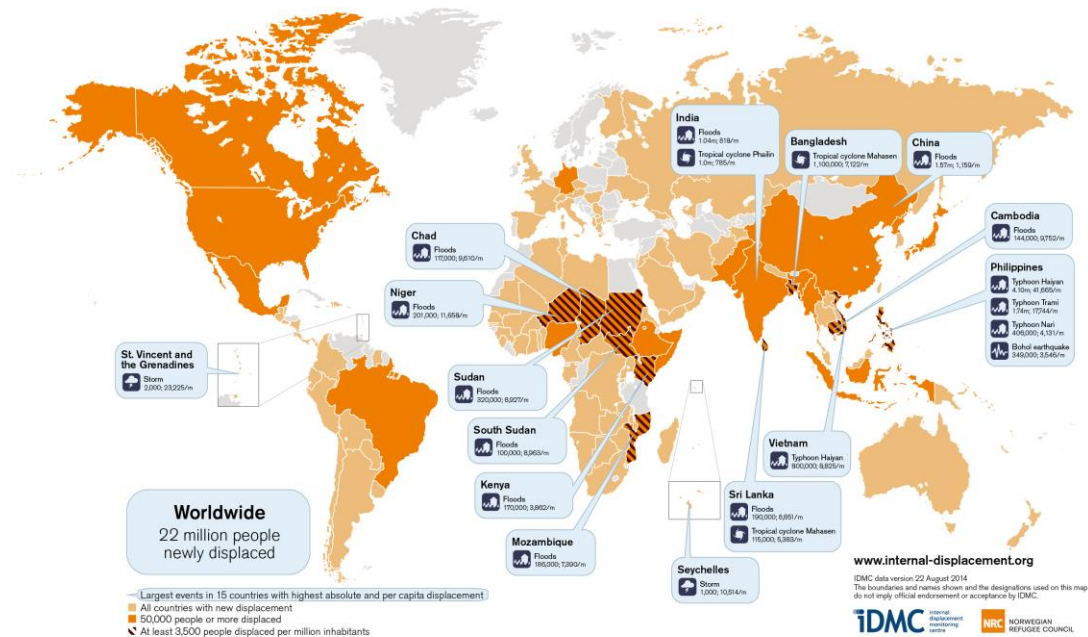 India
Floods
1.04m; 818/m
Tropical cyclone Phailin
1.0m; 785/m
Bangladesh
Tropical cyclone Mahasen
1,100,000; 7,122/m
China
Floods
1.57m; 1,159/m
Cambodia
Floods
144,000; 9,752/m
Philippines
Typhoon Haiyan
4.10m; 41,665/m
Typhoon Trami
1.74m; 17,744/m
Typhoon Nari
406,000; 4,131/m
Bohol earthquake
349,000; 3,546/m
Chad
Floods
117,000; 9,610/m
Niger
Floods
201,000; 11,658/m
St. Vincent and
the Grenadines
Storm
2,000; 23,225/m
Sudan
Floods
320,000; 8,927/m
South Sudan
Floods
100,000; 8,963/m
Kenya
Floods
170,000; 3,862/m
Mozambique
Floods
186,000; 7,390/m
Vietnam
Typhoon Haiyan
800,000; 8,825/m
Sri Lanka
Floods
190,000; 8,851/m
Tropical cyclone Mahasen
115,000; 5,383/m
Seychelles
Storm
1,000; 10,514/m
Worldwide
22 million people
newly displaced
Largest events in 15 countries with highest absolute and per capita displacement
All countries with new displacement
50,000 people or more displaced
At least 3,500 people displaced per million inhabitants
www.internal-displacement.org
IDMC data version 22 August 2014
The boundaries and names shown and the designations used on this map
do not imply official endorsement or acceptance by IDMC.
iDMC
internal
displacement
monitoring
centre
NRC
NORWEGIAN
REFUGEE COUNCIL